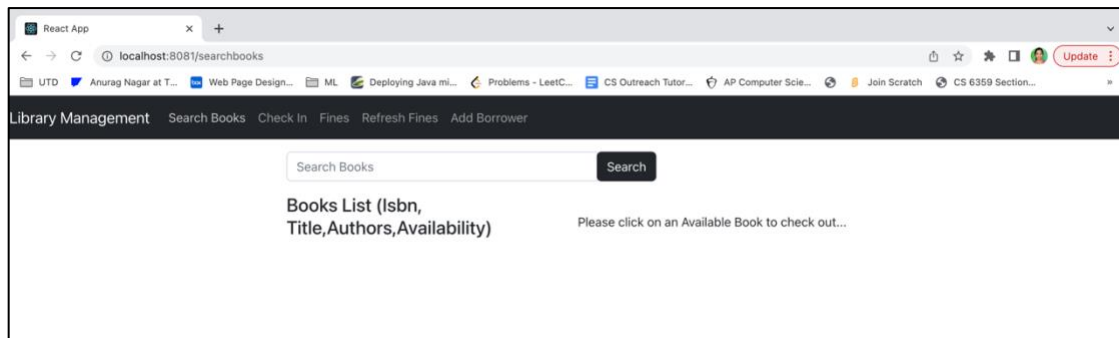 React App
localhost:8081/searchbooks
Update
UTD Anurag Nagar at T... Web Page Design... ML Deploying Java mi... Problems - LeetC... CS Outreach Tutor... AP Computer Scie... Join Scratch CS 6359 Section...
Library Management Search Books Check In Fines Refresh Fines Add Borrower
Search Books Search
Books List (Isbn,
Title,Authors,Availability)
Please click on an Available Book to check out...